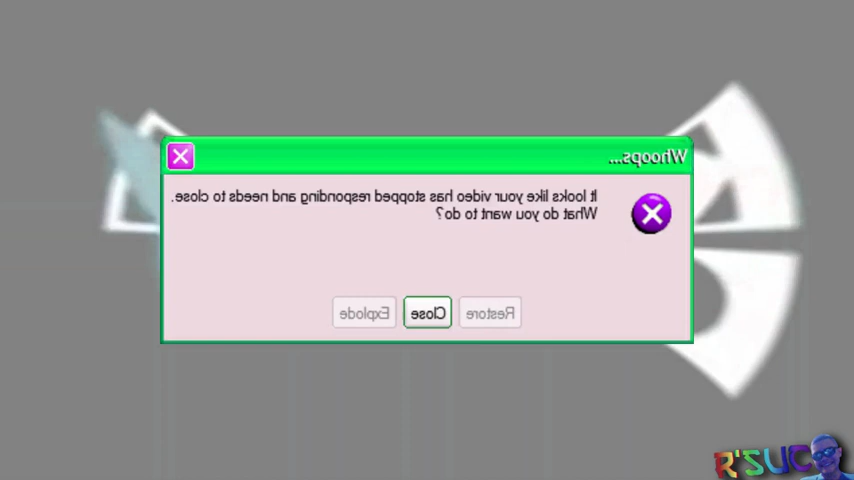 Whoops...
It looks like your video has stopped responding and needs to close.
What do you want to do?
Restore
Close
Explode
R'SUC